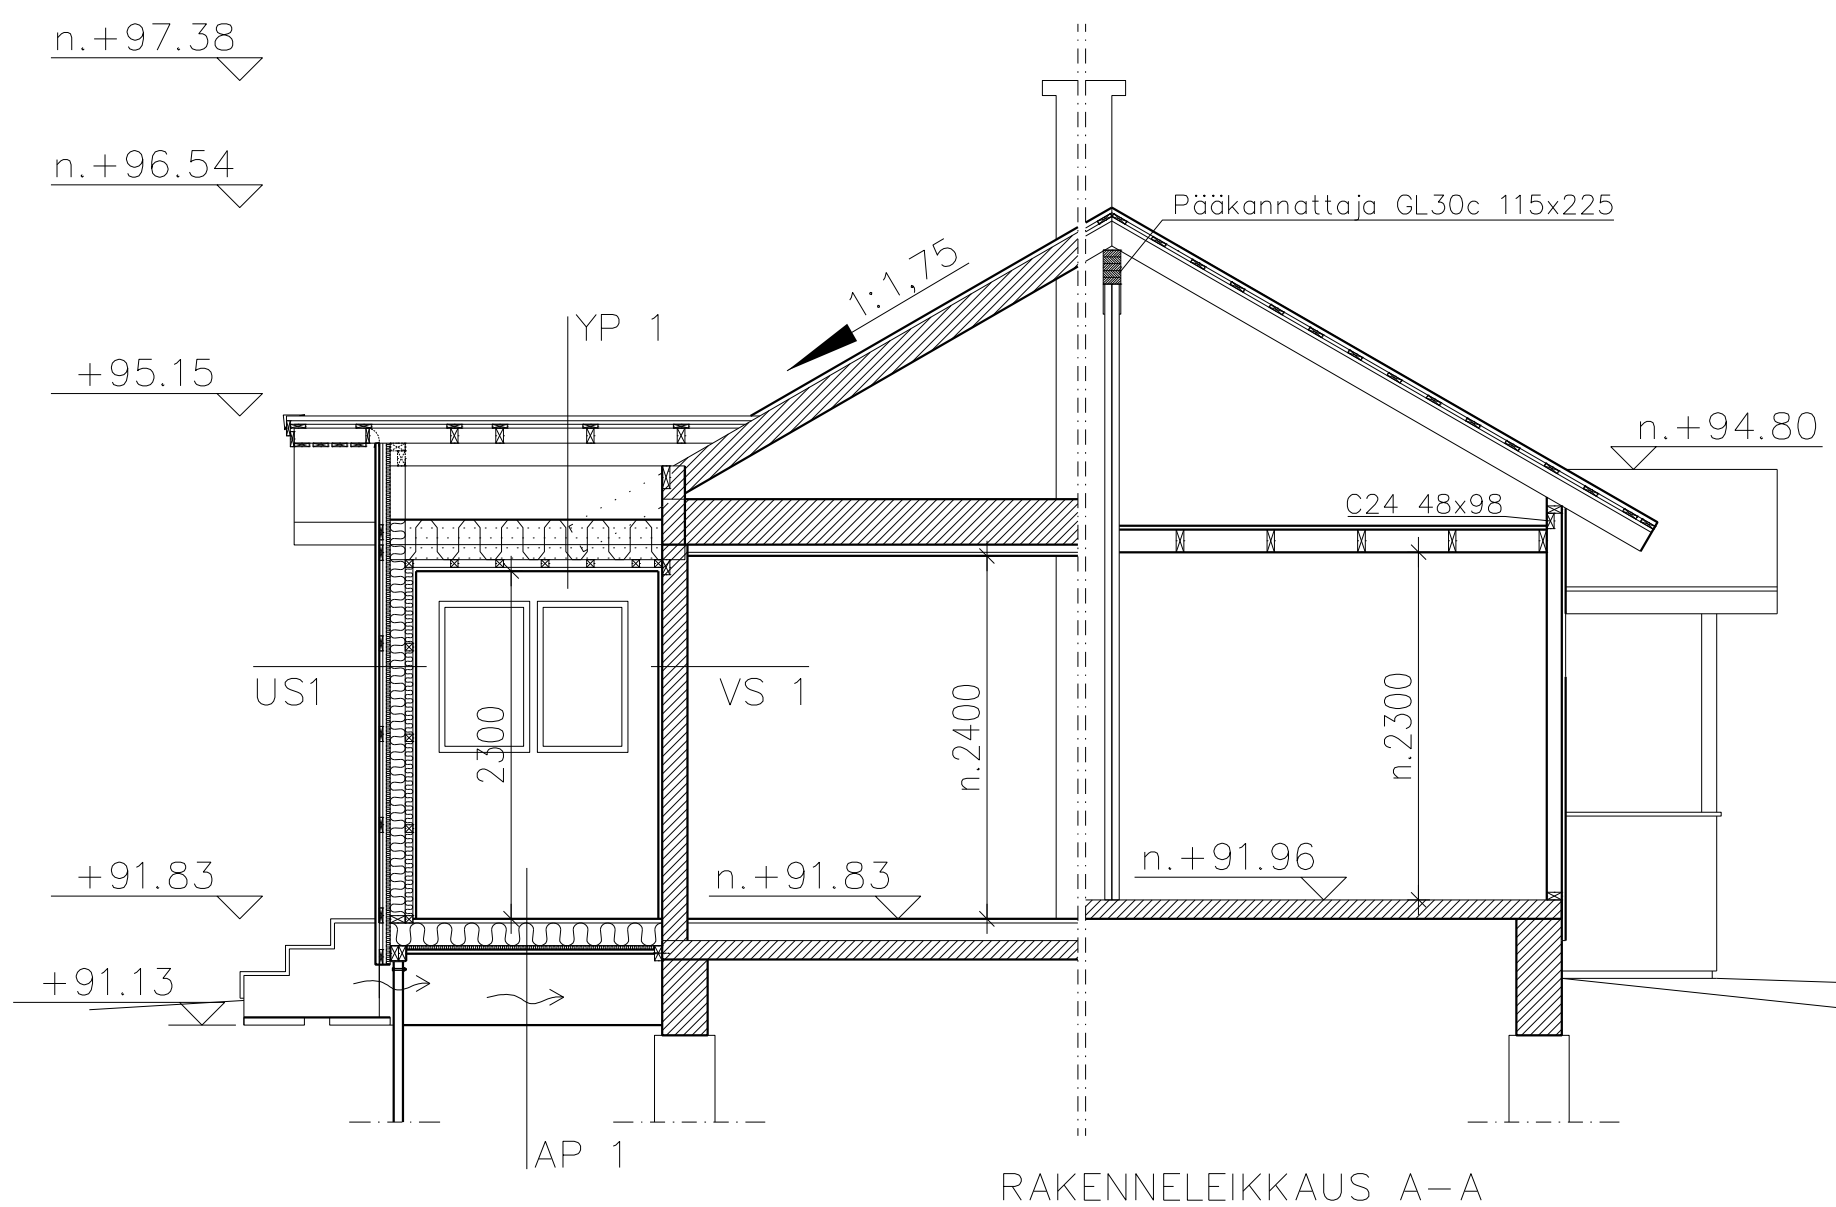 n.+97.38
n.+96.54
Pääkannattaja GL30c 115x225
1:1,75
YP 1
+95.15
n.+94.80
C24 48x98
US1
VS 1
2300
n.2400
n.2300
+91.83
n.+91.83
n.+91.96
+91.13
AP 1
RAKENNELEIKKAUS A-A